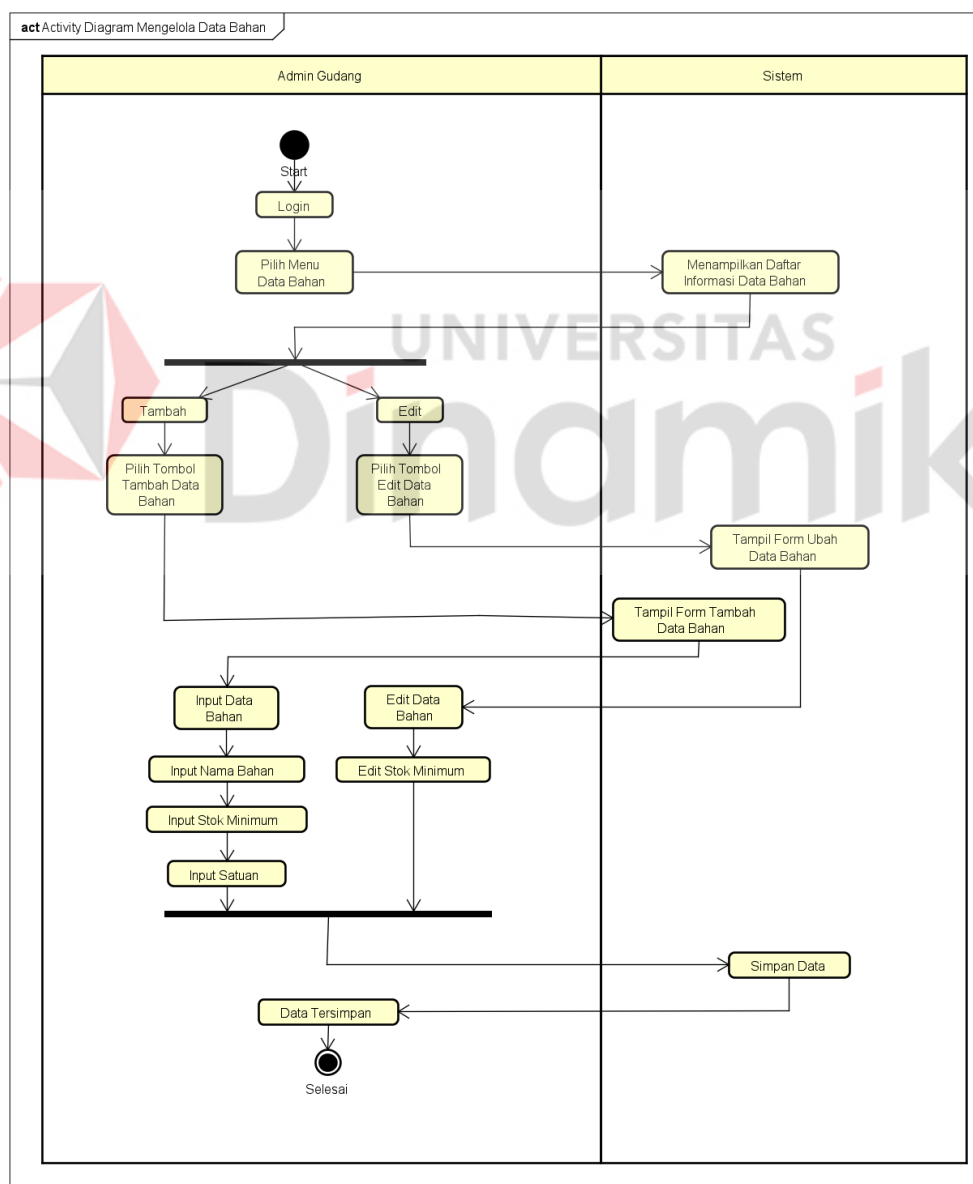 act Activity Diagram Mengelola Data Bahan
Admin Gudang
Sistem
Start
Login
Pilih Menu
Data Bahan
Menampilkan Daftar
Informasi Data Bahan
UNIVERSITAS
Dinamika
Tambah
Edit
Pilih Tombol
Tambah Data
Bahan
Pilih Tombol
Edit Data
Bahan
Tampil Form Ubah
Data Bahan
Tampil Form Tambah
Data Bahan
Input Data
Bahan
Edit Data
Bahan
Input Nama Bahan
Edit Stok Minimum
Input Stok Minimum
Input Satuan
Simpan Data
Data Tersimpan
Selesai